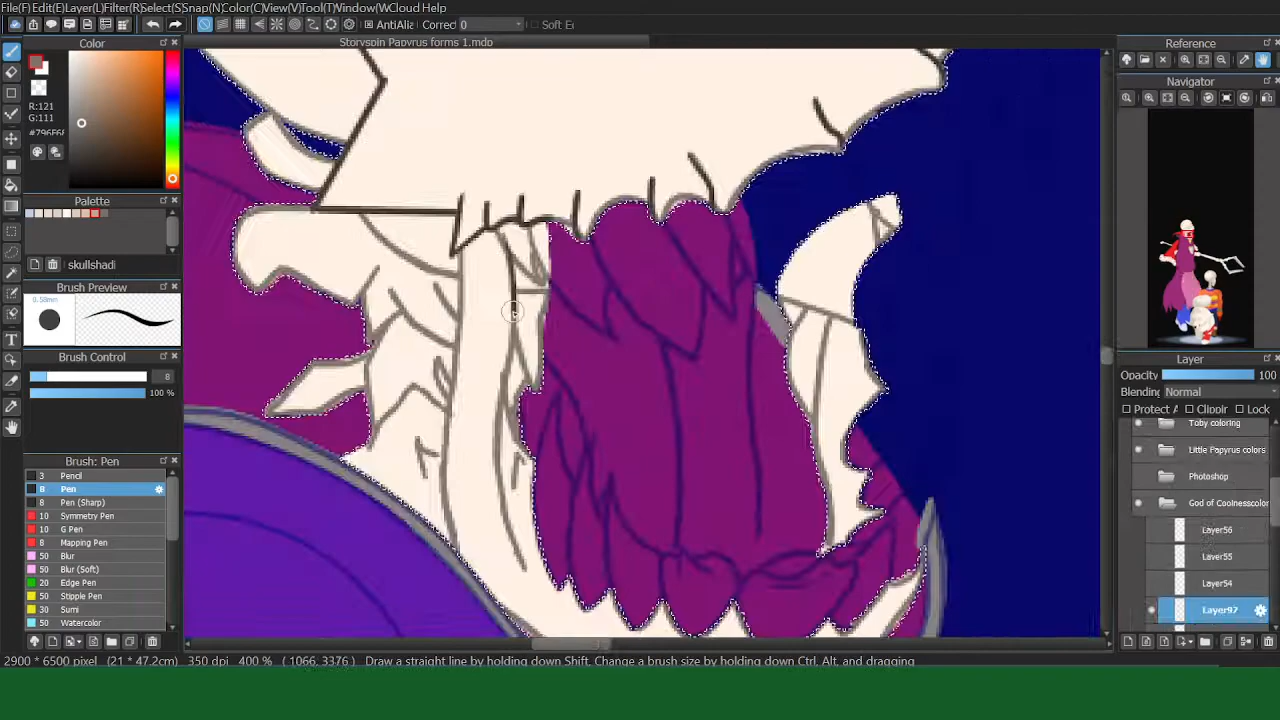 File(F) Edit(E) Layer(L) Filter(R) Select(S) Snap(N) Color(C) View(V) Tool(T) Window(W) Cloud Help
AntiAlia Correc 0 Soft E
Color
Storyspin Papyrus forms 1.mdp
Reference
Navigator
R:121
G:111
Palette
skullshadi
Brush Preview
0.58mm
Brush Control
8
100 %
Layer
Opacity 100
Blending Normal
Protect A Clippir Lock
Toby coloring
Little Papyrus colors
Photoshop
God of Coolnesscolor
Layer56
Layer55
Layer54
Layer97
Brush: Pen
3 Pencil
8 Pen
8 Pen (Sharp)
10 Symmetry Pen
10 G Pen
8 Mapping Pen
50 Blur
50 Blur (Soft)
20 Edge Pen
50 Stipple Pen
30 Sumi
50 Watercolor
2900 * 6500 pixel (21 * 47.2cm) 350 dpi 400 % ( 1066, 3376 ) Draw a straight line by holding down Shift, Change a brush size by holding down Ctrl, Alt, and dragging